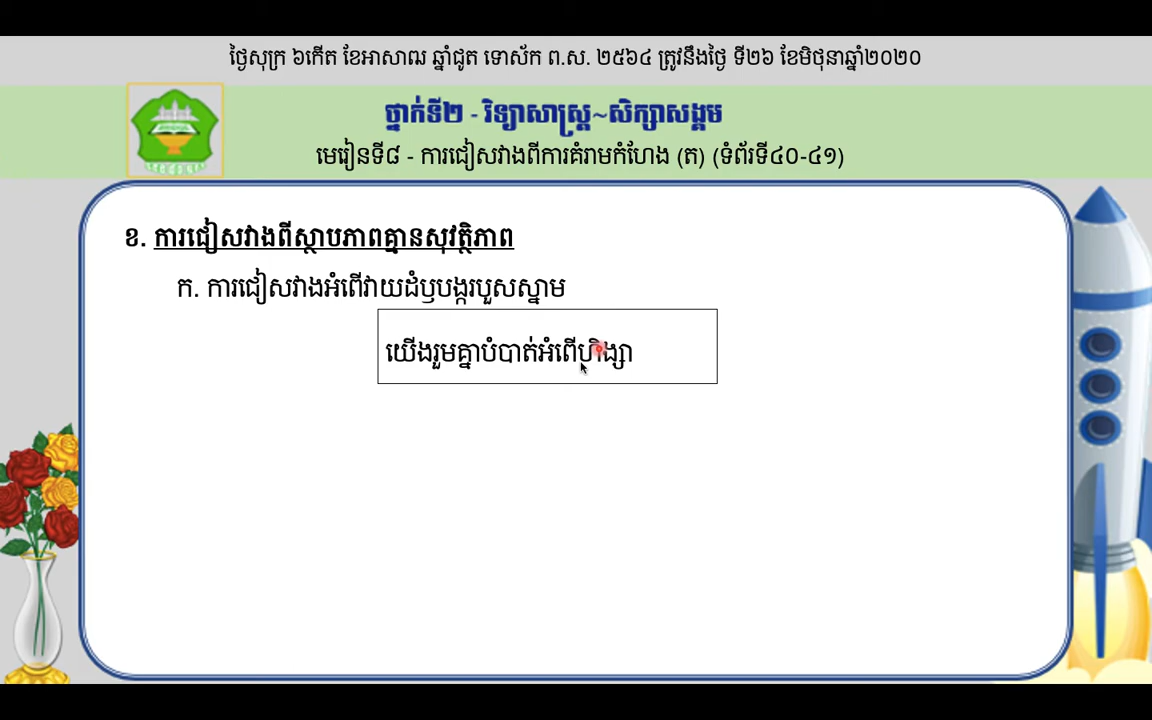 ថ្ងៃសុក្រ ៦កើត ខែអាសាឍ ឆ្នាំជូត ទោស័ក ព.ស. ២៥៦៤ ត្រូវនឹងថ្ងៃ ទី២៦ ខែមិថុនាឆ្នាំ២០២០
ថ្នាក់ទី២ - វិទ្យាសាស្ត្រ~សិក្សាសង្គម
មេរៀនទី៨ - ការជៀសវាងពីការគំរាមកំហែង (ត) (ទំព័រទី៤០-៤១)
ខ. ការជៀសវាងពីស្ថាបភាពគ្មានសុវត្ថិភាព
ក. ការជៀសវាងអំពើវាយដំឫបង្ករបួសស្នាម
យើងរួមគ្នាបំបាត់អំពើហិង្សា